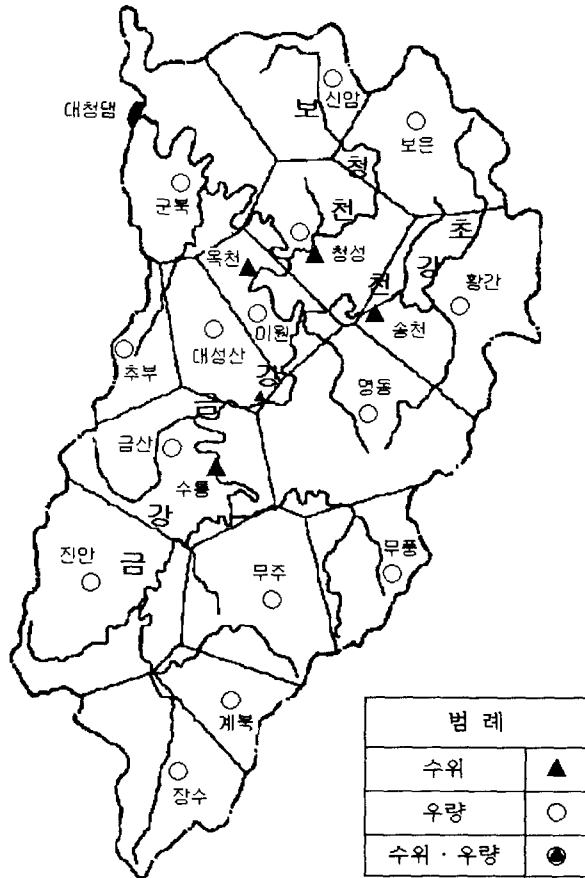 신암
보
대청댐
보은
청
군북
천
초
옥천
청성
강
천
황간
이원
송천
대성산
추부
강
영동
금
금산
수통
강
진안
금
무주
무풍
계북
장수
범 례
수위
우량
수위 · 우량